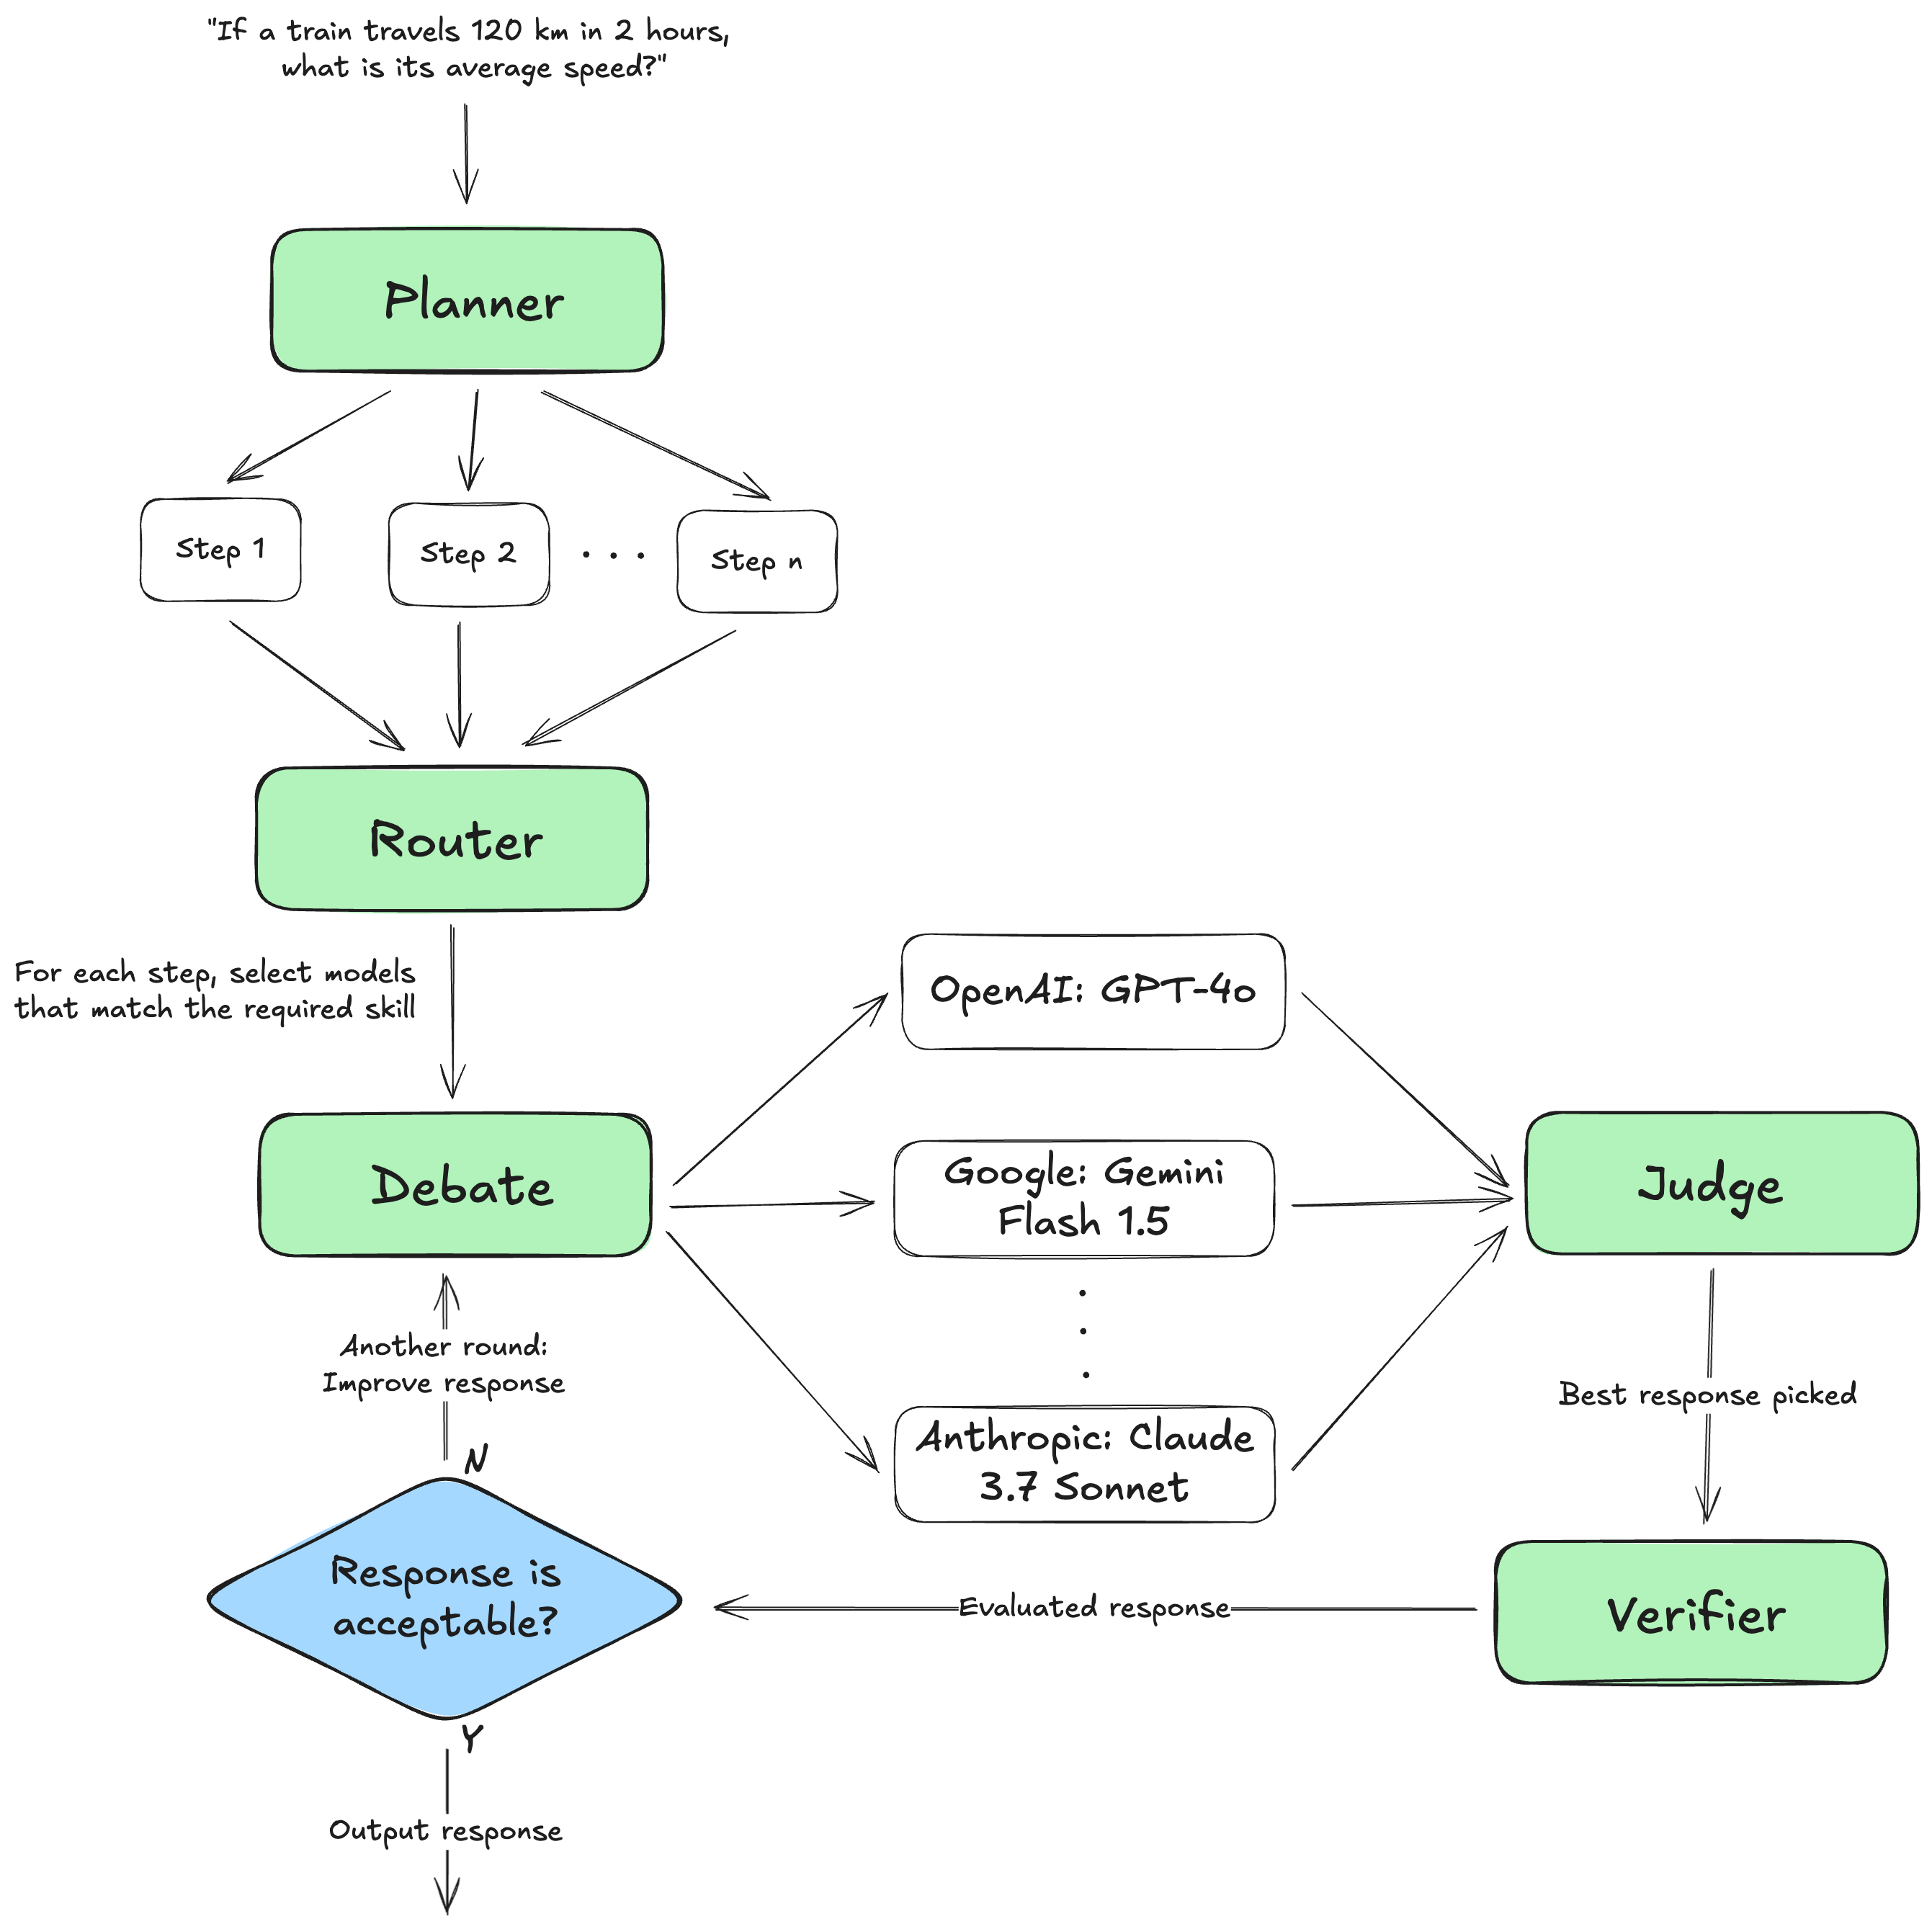 "If a train travels 120 km in 2 hours,
what is its average speed?"
Planner
Step 1
Step 2
. . .
Step n
Router
For each step, select models
that match the required skill
OpenAI: GPT-4o
Debate
Google: Gemini
Flash 1.5
.
.
.
Judge
Another round:
Improve response
Anthropic: Claude
3.7 Sonnet
Best response picked
N
Response is
acceptable?
Evaluated response
Verifier
Y
Output response